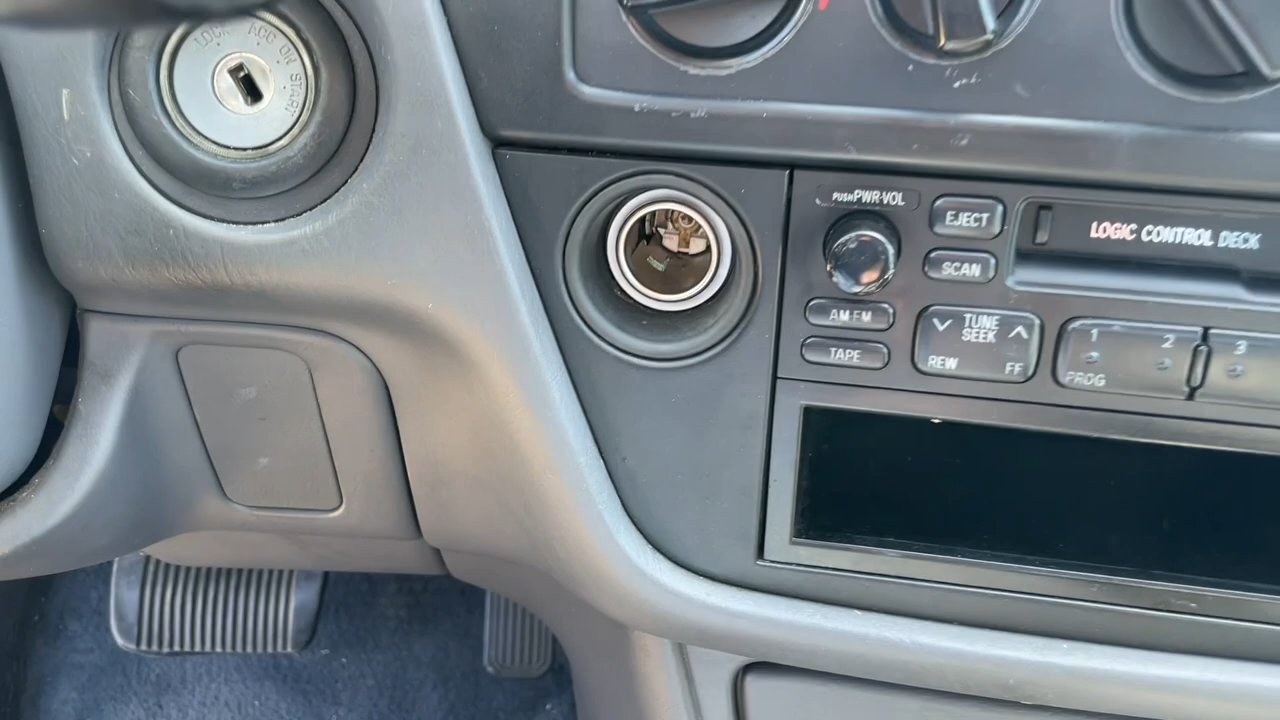 LOCK ACC ON START
PUSH PWR·VOL
EJECT
LOGIC CONTROL DECK
SCAN
AM·FM
TUNE
SEEK
REW FF
TAPE
1 2 3
PROG